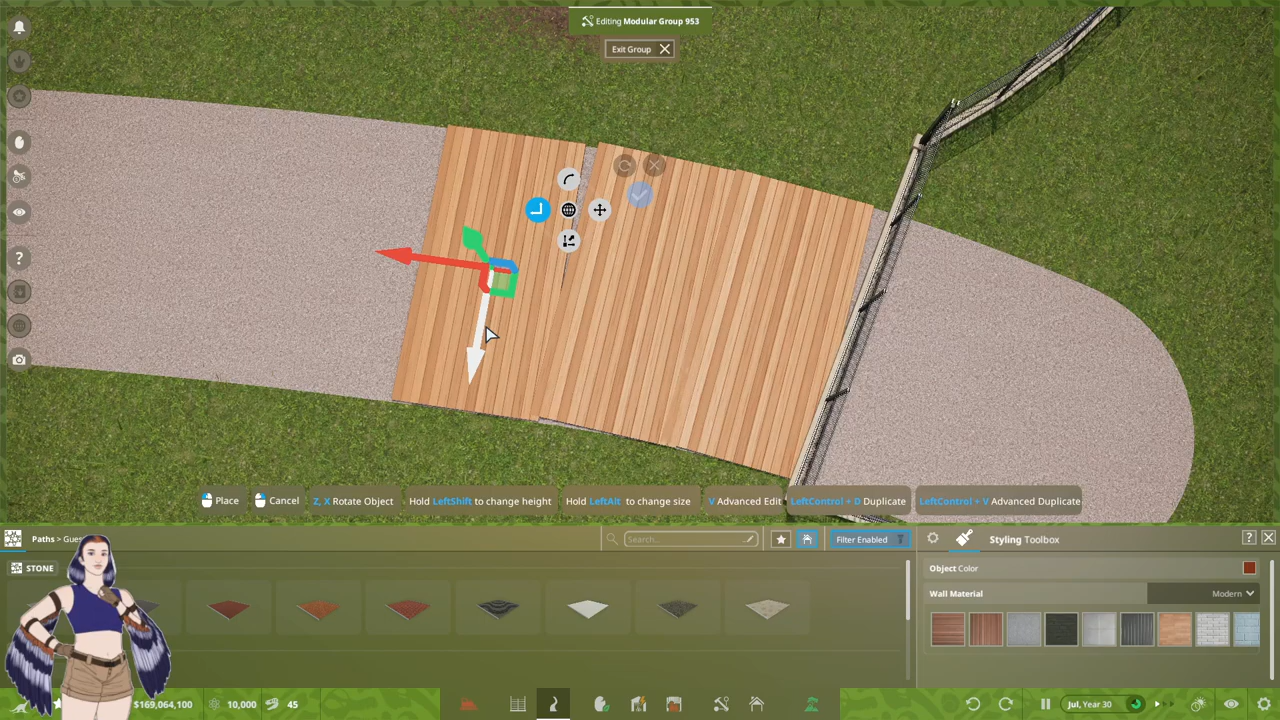 Editing Modular Group 953
Exit Group
Place
Cancel
Z, X Rotate Object
Hold LeftShift to change height
Hold LeftAlt to change size
V Advanced Edit
LeftControl + D Duplicate
LeftControl + V Advanced Duplicate
Paths > Gues
Search...
Filter Enabled
Styling Toolbox
?
STONE
Object Color
Wall Material
Modern
$169,064,100
10,000
45
Jul, Year 30